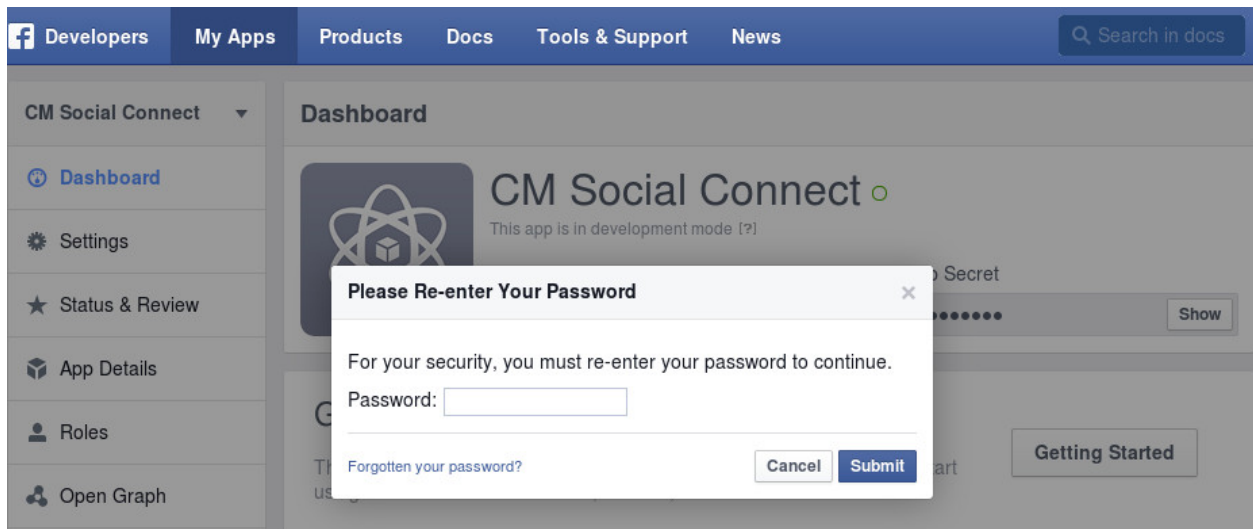 Developers My Apps Products Docs Tools & Support News Search in docs
CM Social Connect
Dashboard
Settings
Status & Review
App Details
Roles
Open Graph
Dashboard
CM Social Connect
This app is in development mode [?]
Secret
Show
Please Re-enter Your Password
For your security, you must re-enter your password to continue.
Password:
Forgotten your password?
Cancel Submit
Getting Started